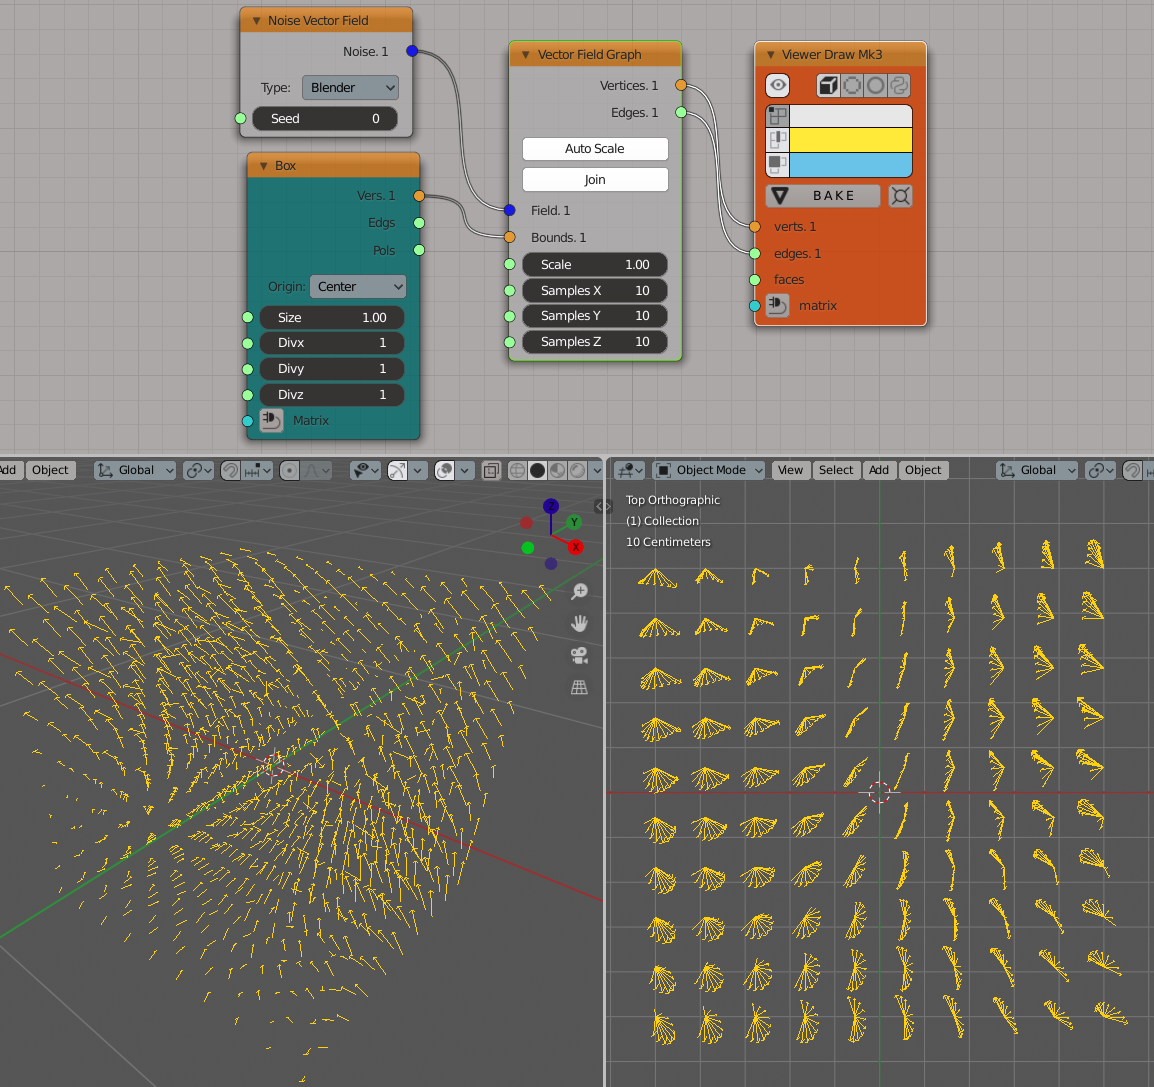 Noise Vector Field
Noise. 1
Type: Blender
Seed 0
Box
Vers. 1
Edgs
Pols
Origin: Center
Size 1.00
Divx 1
Divy 1
Divz 1
Matrix
Vector Field Graph
Vertices. 1
Edges. 1
Auto Scale
Join
Field. 1
Bounds. 1
Scale 1.00
Samples X 10
Samples Y 10
Samples Z 10
Viewer Draw Mk3
BAKE
verts. 1
edges. 1
faces
matrix
dd Object Global
Z
Y
X
Object Mode View Select Add Object Global
Top Orthographic
(1) Collection
10 Centimeters